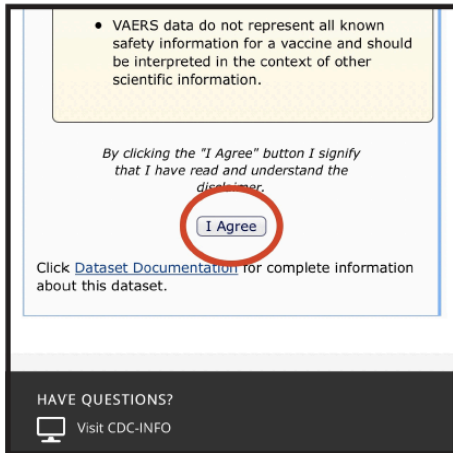 • VAERS data do not represent all known
safety information for a vaccine and should
be interpreted in the context of other
scientific information.
By clicking the "I Agree" button I signify
that I have read and understand the
disclaimer.
I Agree
Click Dataset Documentation for complete information
about this dataset.
HAVE QUESTIONS?
Visit CDC-INFO